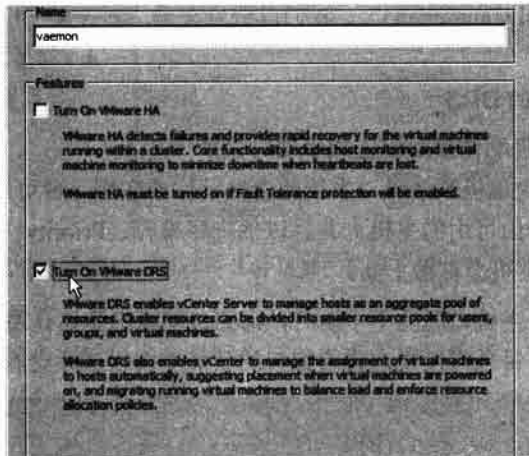 Name
vaemon
Features
Turn On VMware HA
VMware HA detects failures and provides rapid recovery for the virtual machines
running within a cluster. Core functionality includes host monitoring and virtual
machine monitoring to minimize downtime when heartbeats are lost.
VMware HA must be turned on if Fault Tolerance protection will be enabled.
Turn On VMware DRS
VMware DRS enables vCenter Server to manage hosts as an aggregate pool of
resources. Cluster resources can be divided into smaller resource pools for users,
groups, and virtual machines.
VMware DRS also enables vCenter to manage the assignment of virtual machines
to hosts automatically, suggesting placement when virtual machines are powered
on, and migrating running virtual machines to balance load and enforce resource
allocation policies.